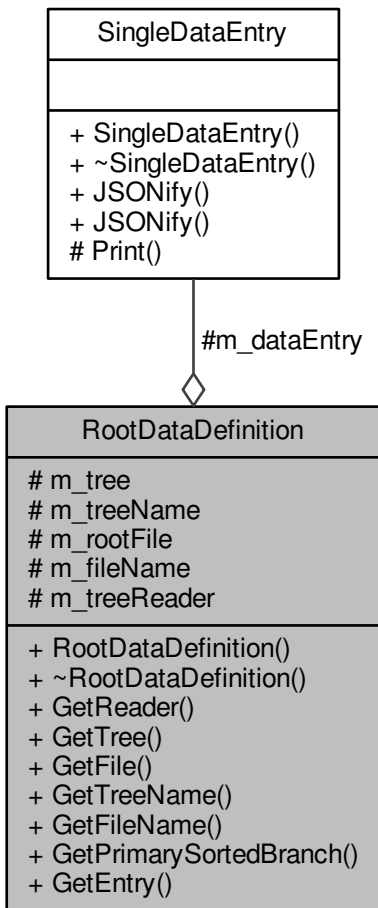 SingleDataEntry
+ SingleDataEntry()
+ ~SingleDataEntry()
+ JSONify()
+ JSONify()
# Print()
#m_dataEntry
RootDataDefinition
# m_tree
# m_treeName
# m_rootFile
# m_fileName
# m_treeReader
+ RootDataDefinition()
+ ~RootDataDefinition()
+ GetReader()
+ GetTree()
+ GetFile()
+ GetTreeName()
+ GetFileName()
+ GetPrimarySortedBranch()
+ GetEntry()